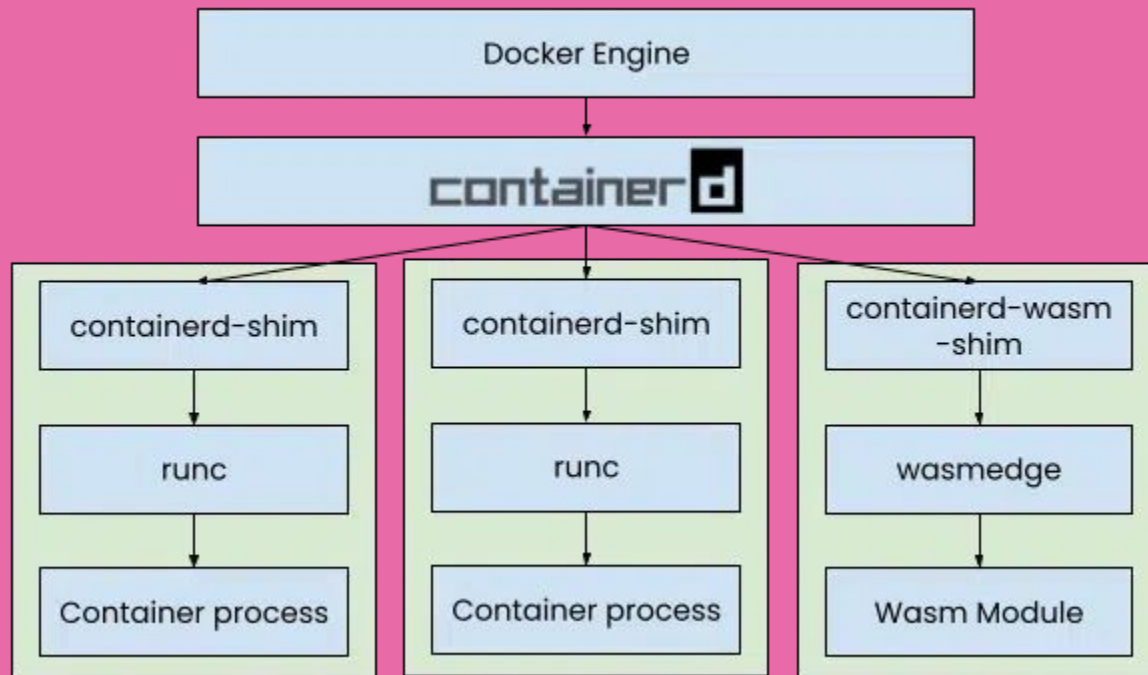 Docker Engine
containerd
containerd-shim
containerd-shim
containerd-wasm
-shim
runc
runc
wasmedge
Container process
Container process
Wasm Module